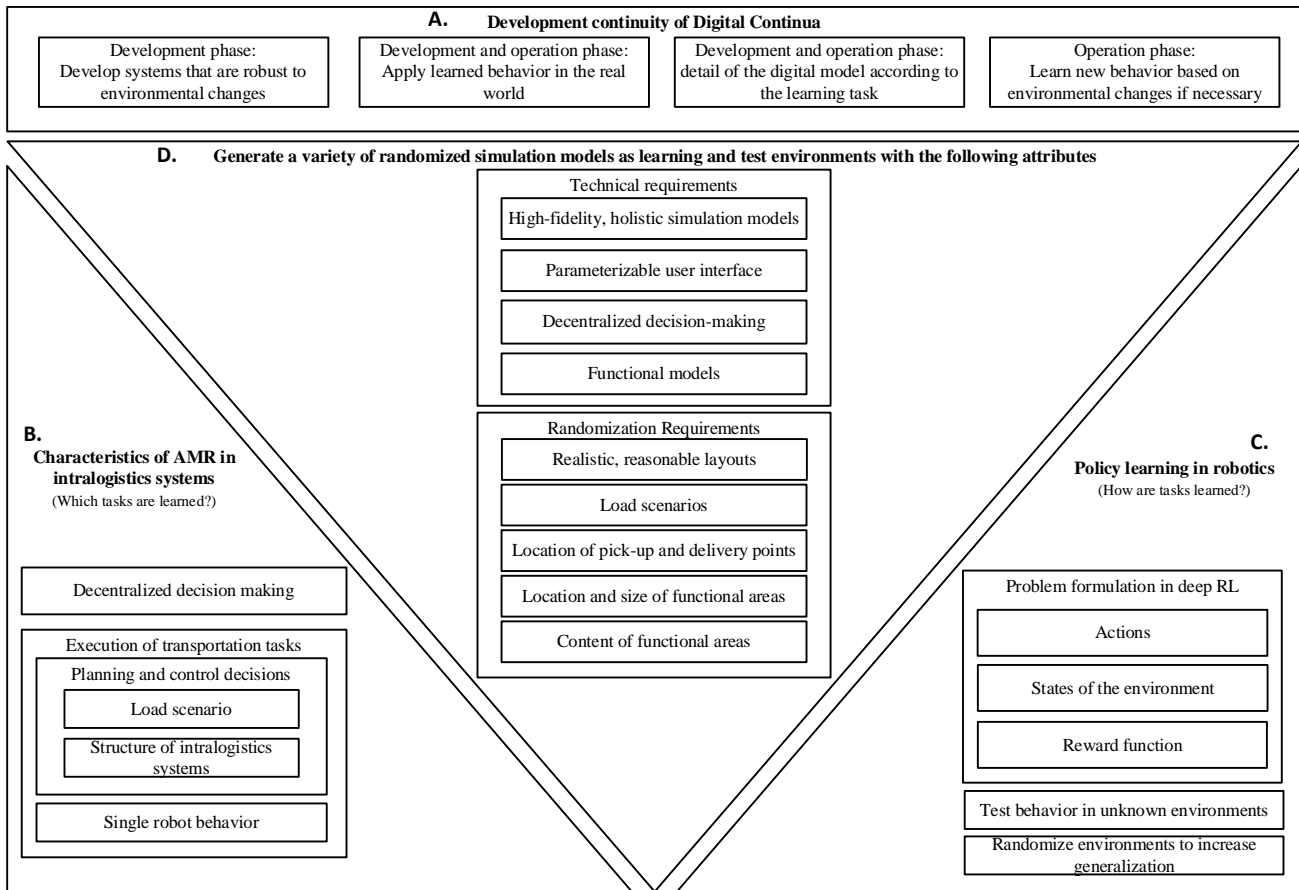 A. Development continuity of Digital Continua
Development phase:
Develop systems that are robust to
environmental changes
Development and operation phase:
Apply learned behavior in the real
world
Development and operation phase:
detail of the digital model according to
the learning task
Operation phase:
Learn new behavior based on
environmental changes if necessary
D. Generate a variety of randomized simulation models as learning and test environments with the following attributes
Technical requirements
High-fidelity, holistic simulation models
Parameterizable user interface
Decentralized decision-making
Functional models
Randomization Requirements
Realistic, reasonable layouts
Load scenarios
Location of pick-up and delivery points
Location and size of functional areas
Content of functional areas
B.
Characteristics of AMR in
intralogistics systems
(Which tasks are learned?)
Decentralized decision making
Execution of transportation tasks
Planning and control decisions
Load scenario
Structure of intralogistics
systems
Single robot behavior
C.
Policy learning in robotics
(How are tasks learned?)
Problem formulation in deep RL
Actions
States of the environment
Reward function
Test behavior in unknown environments
Randomize environments to increase
generalization